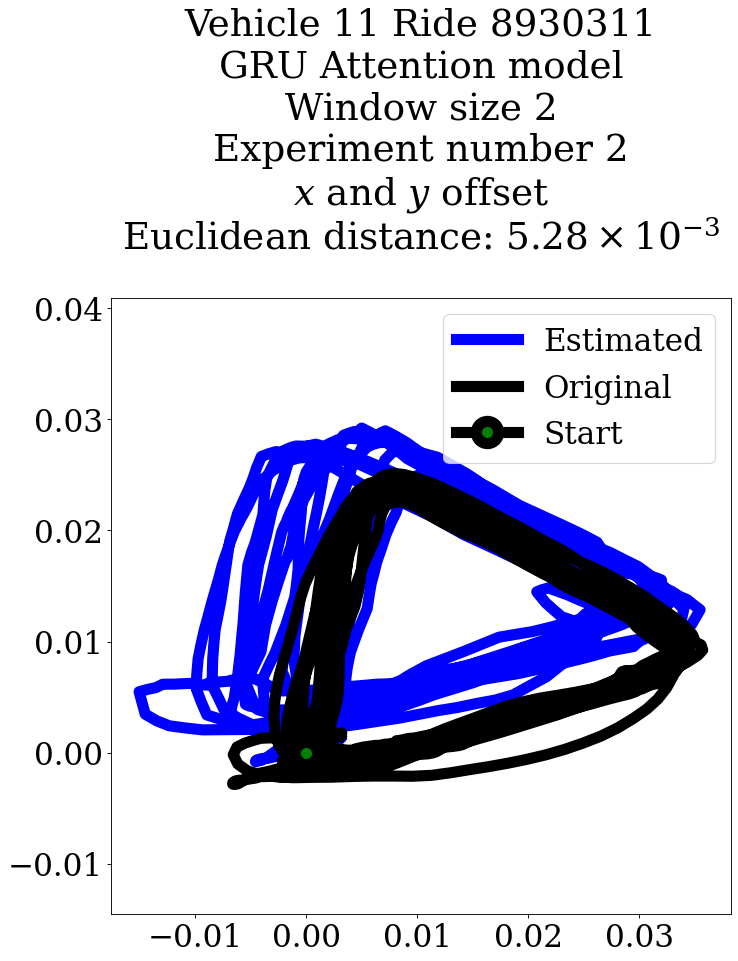 Vehicle 11 Ride 8930311
GRU Attention model
Window size 2
Experiment number 2
x and y offset
Euclidean distance: 5.28 × 10⁻³
Estimated
Original
Start
0.04
0.03
0.02
0.01
0.00
−0.01
−0.01 0.00 0.01 0.02 0.03